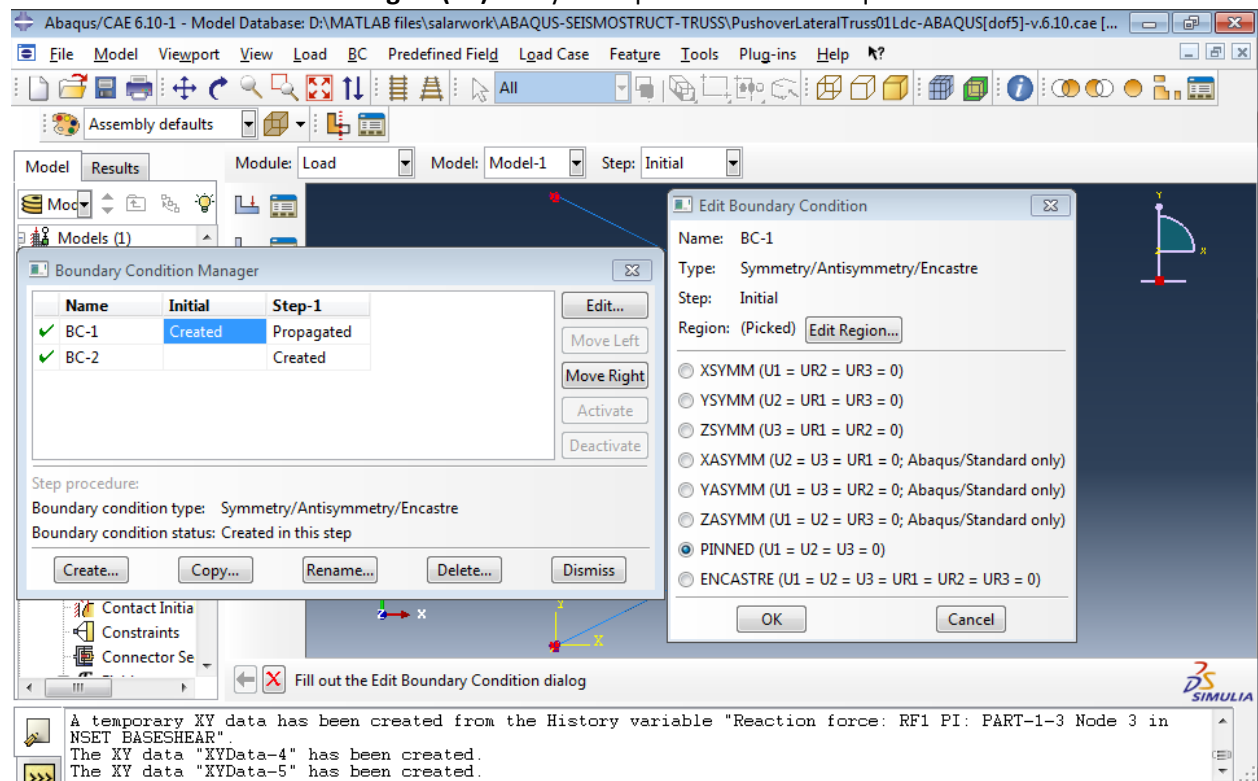 Abaqus/CAE 6.10-1 - Model Database: D:\MATLAB files\salarwork\ABAQUS-SEISMOSTRUCT-TRUSS\PushoverLateralTruss01Ldc-ABAQUS[dof5]-v.6.10.cae [...
File Model Viewport View Load BC Predefined Field Load Case Feature Tools Plug-ins Help
All
Assembly defaults
Model Results Module: Load Model: Model-1 Step: Initial
Models (1)
Boundary Condition Manager
Name Initial Step-1
BC-1 Created Propagated
BC-2 Created
Edit...
Move Left
Move Right
Activate
Deactivate
Step procedure:
Boundary condition type: Symmetry/Antisymmetry/Encastre
Boundary condition status: Created in this step
Create... Copy... Rename... Delete... Dismiss
Edit Boundary Condition
Name: BC-1
Type: Symmetry/Antisymmetry/Encastre
Step: Initial
Region: (Picked) Edit Region...
XSYMM (U1 = UR2 = UR3 = 0)
YSYMM (U2 = UR1 = UR3 = 0)
ZSYMM (U3 = UR1 = UR2 = 0)
XASYMM (U2 = U3 = UR1 = 0; Abaqus/Standard only)
YASYMM (U1 = U3 = UR2 = 0; Abaqus/Standard only)
ZASYMM (U1 = U2 = UR3 = 0; Abaqus/Standard only)
PINNED (U1 = U2 = U3 = 0)
ENCASTRE (U1 = U2 = U3 = UR1 = UR2 = UR3 = 0)
OK Cancel
Y
X
Z X
Y
X
Contact Initia
Constraints
Connector Se
Fill out the Edit Boundary Condition dialog
SIMULIA
A temporary XY data has been created from the History variable "Reaction force: RF1 PI: PART-1-3 Node 3 in
NSET BASESHEAR".
The XY data "XYData-4" has been created.
The XY data "XYData-5" has been created.